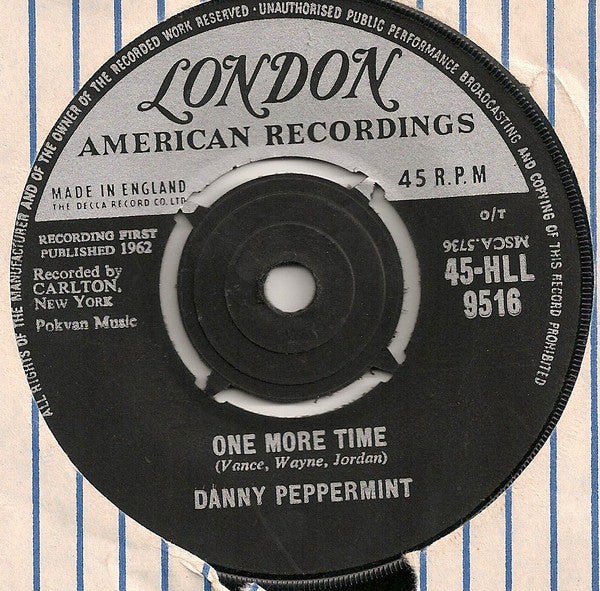 ALL RIGHTS OF THE MANUFACTURER AND OF THE OWNER OF THE RECORDED WORK RESERVED · UNAUTHORISED PUBLIC PERFORMANCE BROADCASTING AND COPYING OF THIS RECORD PROHIBITED
LONDON
AMERICAN RECORDINGS
MADE IN ENGLAND
THE DECCA RECORD CO. LTD
45 R.P.M
RECORDING FIRST
PUBLISHED 1962
Recorded by
CARLTON,
NEW YORK
Pokvan Music
O/T
MSCA.5736
45-HLL
9516
ONE MORE TIME
(Vance, Wayne, Jordan)
DANNY PEPPERMINT